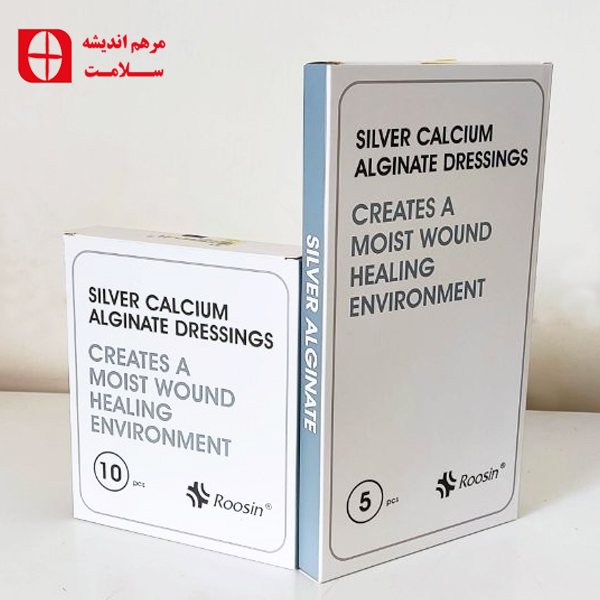 مرهم اندیشه
سلامت
SILVER CALCIUM
ALGINATE DRESSINGS
CREATES A
MOIST WOUND
HEALING
ENVIRONMENT
10 pcs
Roosin®
SILVER ALGINATE
SILVER CALCIUM
ALGINATE DRESSINGS
CREATES A
MOIST WOUND
HEALING
ENVIRONMENT
5 pcs
Roosin®